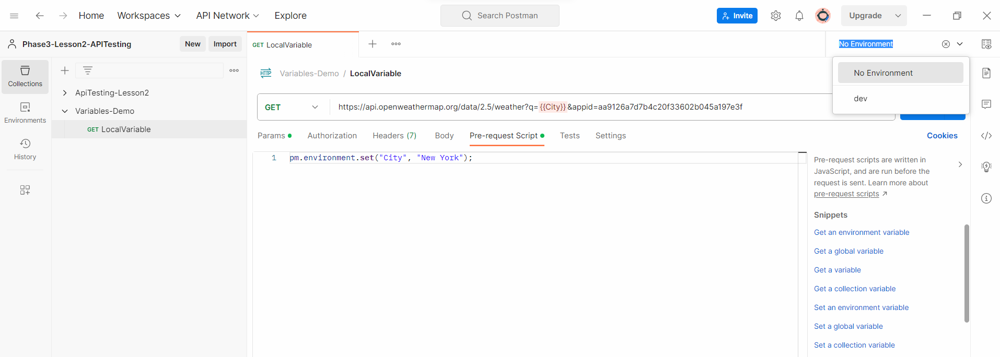 Home Workspaces API Network Explore Search Postman Invite Upgrade
Phase3-Lesson2-APITesting New Import GET LocalVariable No Environment
Collections
Environments
History
ApiTesting-Lesson2
Variables-Demo
GET LocalVariable
HTTP Variables-Demo / LocalVariable
No Environment
dev
GET https://api.openweathermap.org/data/2.5/weather?q={{City}}&appid=aa9126a7d7b4c20f33602b045a197e3f
Params Authorization Headers (7) Body Pre-request Script Tests Settings Cookies
1 pm.environment.set("City", "New York");
Pre-request scripts are written in
JavaScript, and are run before the
request is sent. Learn more about
pre-request scripts ↗
Snippets
Get an environment variable
Get a global variable
Get a variable
Get a collection variable
Set an environment variable
Set a global variable
Set a collection variable